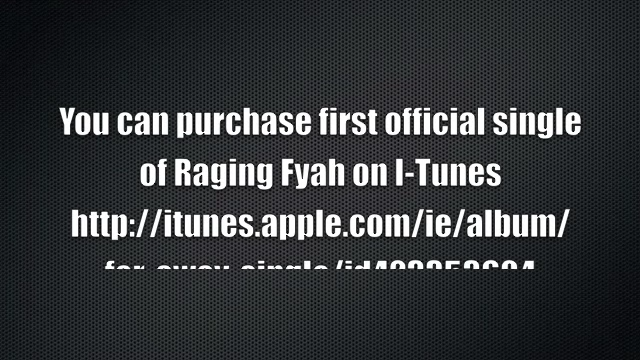 You can purchase first official single
of Raging Fyah on I-Tunes
http://itunes.apple.com/ie/album/